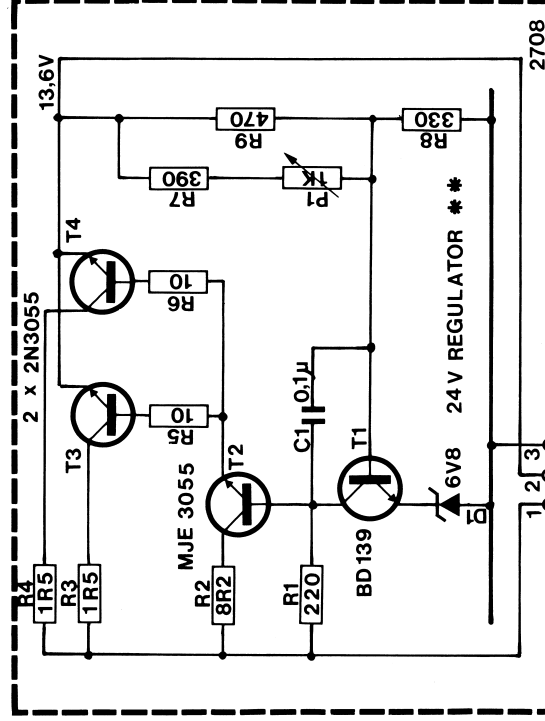 2708
13,6V
470
R9
330
R8
390
R7
1K
P1
T4
2 x 2N3055
10
R6
24 V REGULATOR * *
T3
10
R5
C1 0,1µ
T1
T2
MJE 3055
6V8
D1
BD139
R4
1R5
R3
1R5
R2
8R2
R1
220
1
2
3